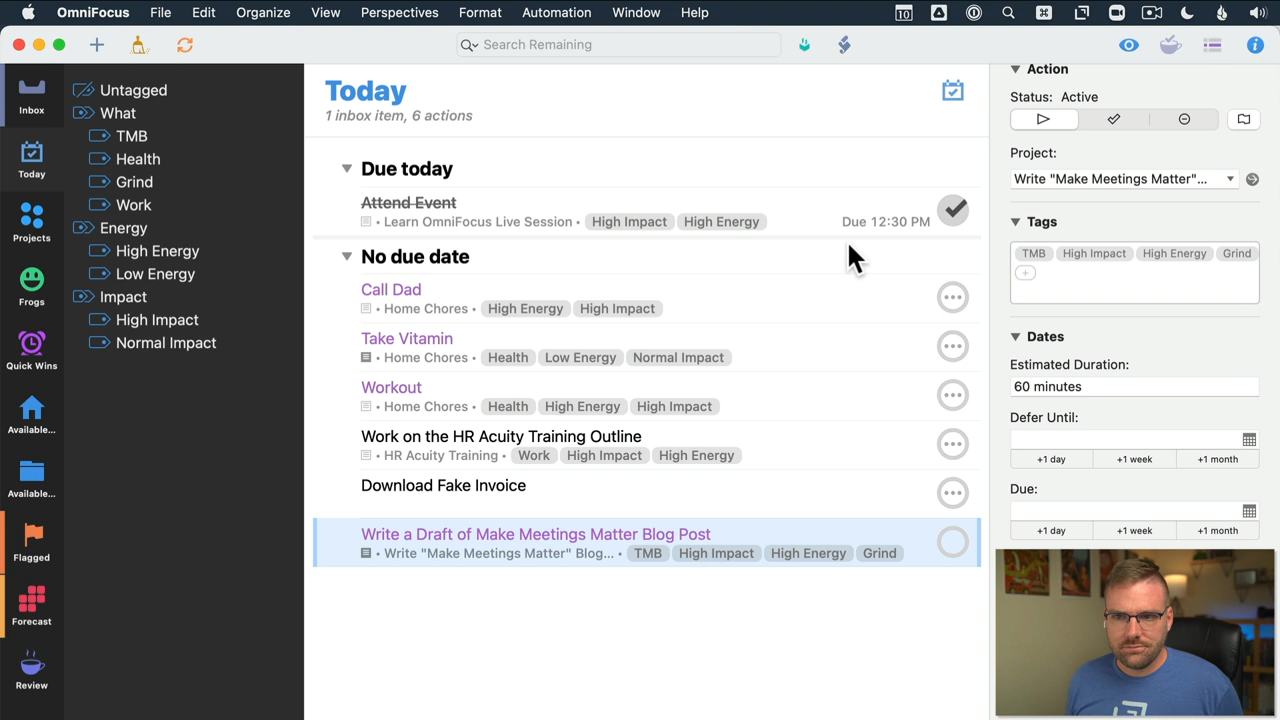 OmniFocus File Edit Organize View Perspectives Format Automation Window Help
10
Search Remaining
Inbox
Today
Projects
Frogs
Quick Wins
Available...
Available...
Flagged
Forecast
Review
Untagged
What
TMB
Health
Grind
Work
Energy
High Energy
Low Energy
Impact
High Impact
Normal Impact
Today
1 inbox item, 6 actions
Due today
Attend Event
• Learn OmniFocus Live Session • High Impact High Energy Due 12:30 PM
No due date
Call Dad
• Home Chores • High Energy High Impact
Take Vitamin
• Home Chores • Health Low Energy Normal Impact
Workout
• Home Chores • Health High Energy High Impact
Work on the HR Acuity Training Outline
• HR Acuity Training • Work High Impact High Energy
Download Fake Invoice
Write a Draft of Make Meetings Matter Blog Post
• Write "Make Meetings Matter" Blog... • TMB High Impact High Energy Grind
Action
Status: Active
Project:
Write "Make Meetings Matter"...
Tags
TMB High Impact High Energy Grind
Dates
Estimated Duration:
60 minutes
Defer Until:
+1 day +1 week +1 month
Due:
+1 day +1 week +1 month